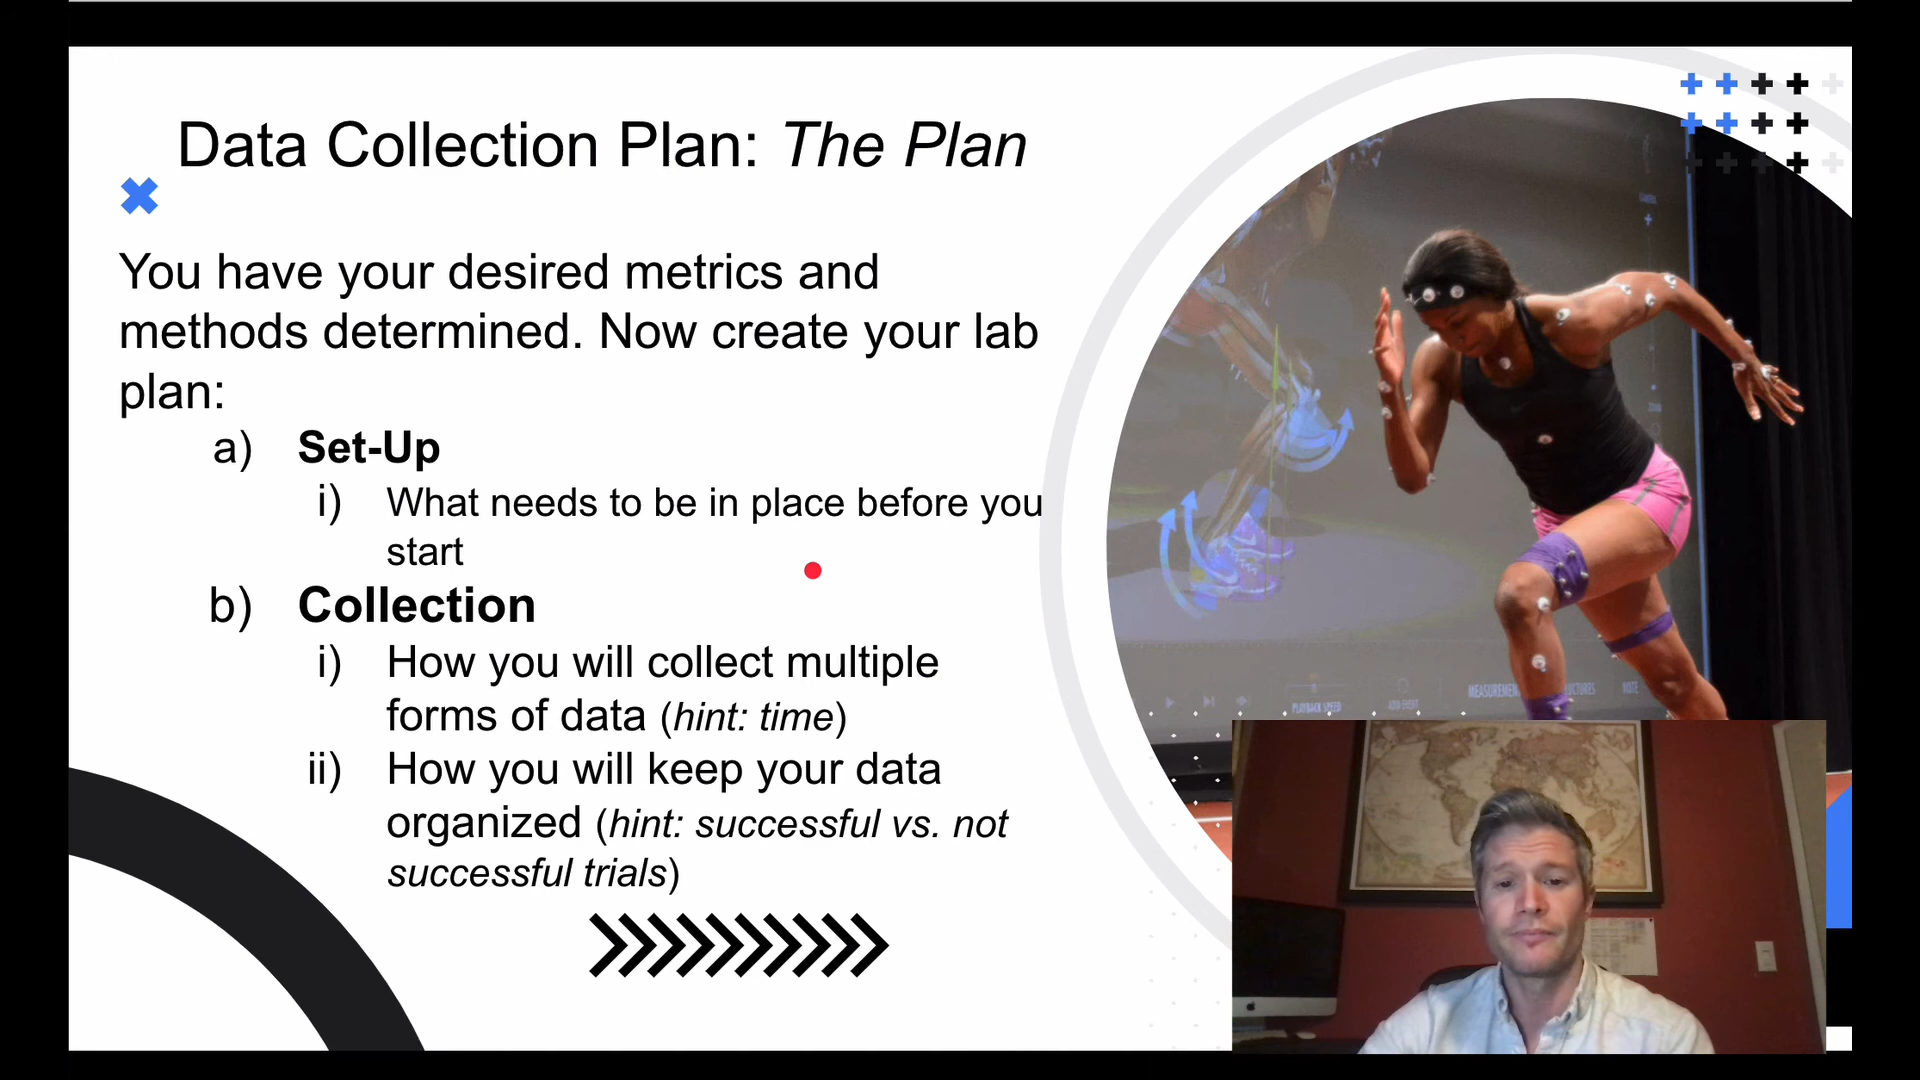 Data Collection Plan: The Plan
You have your desired metrics and
methods determined. Now create your lab
plan:
a) Set-Up
i) What needs to be in place before you
start
b) Collection
i) How you will collect multiple
forms of data (hint: time)
ii) How you will keep your data
organized (hint: successful vs. not
successful trials)
PLAYBACK SPEED